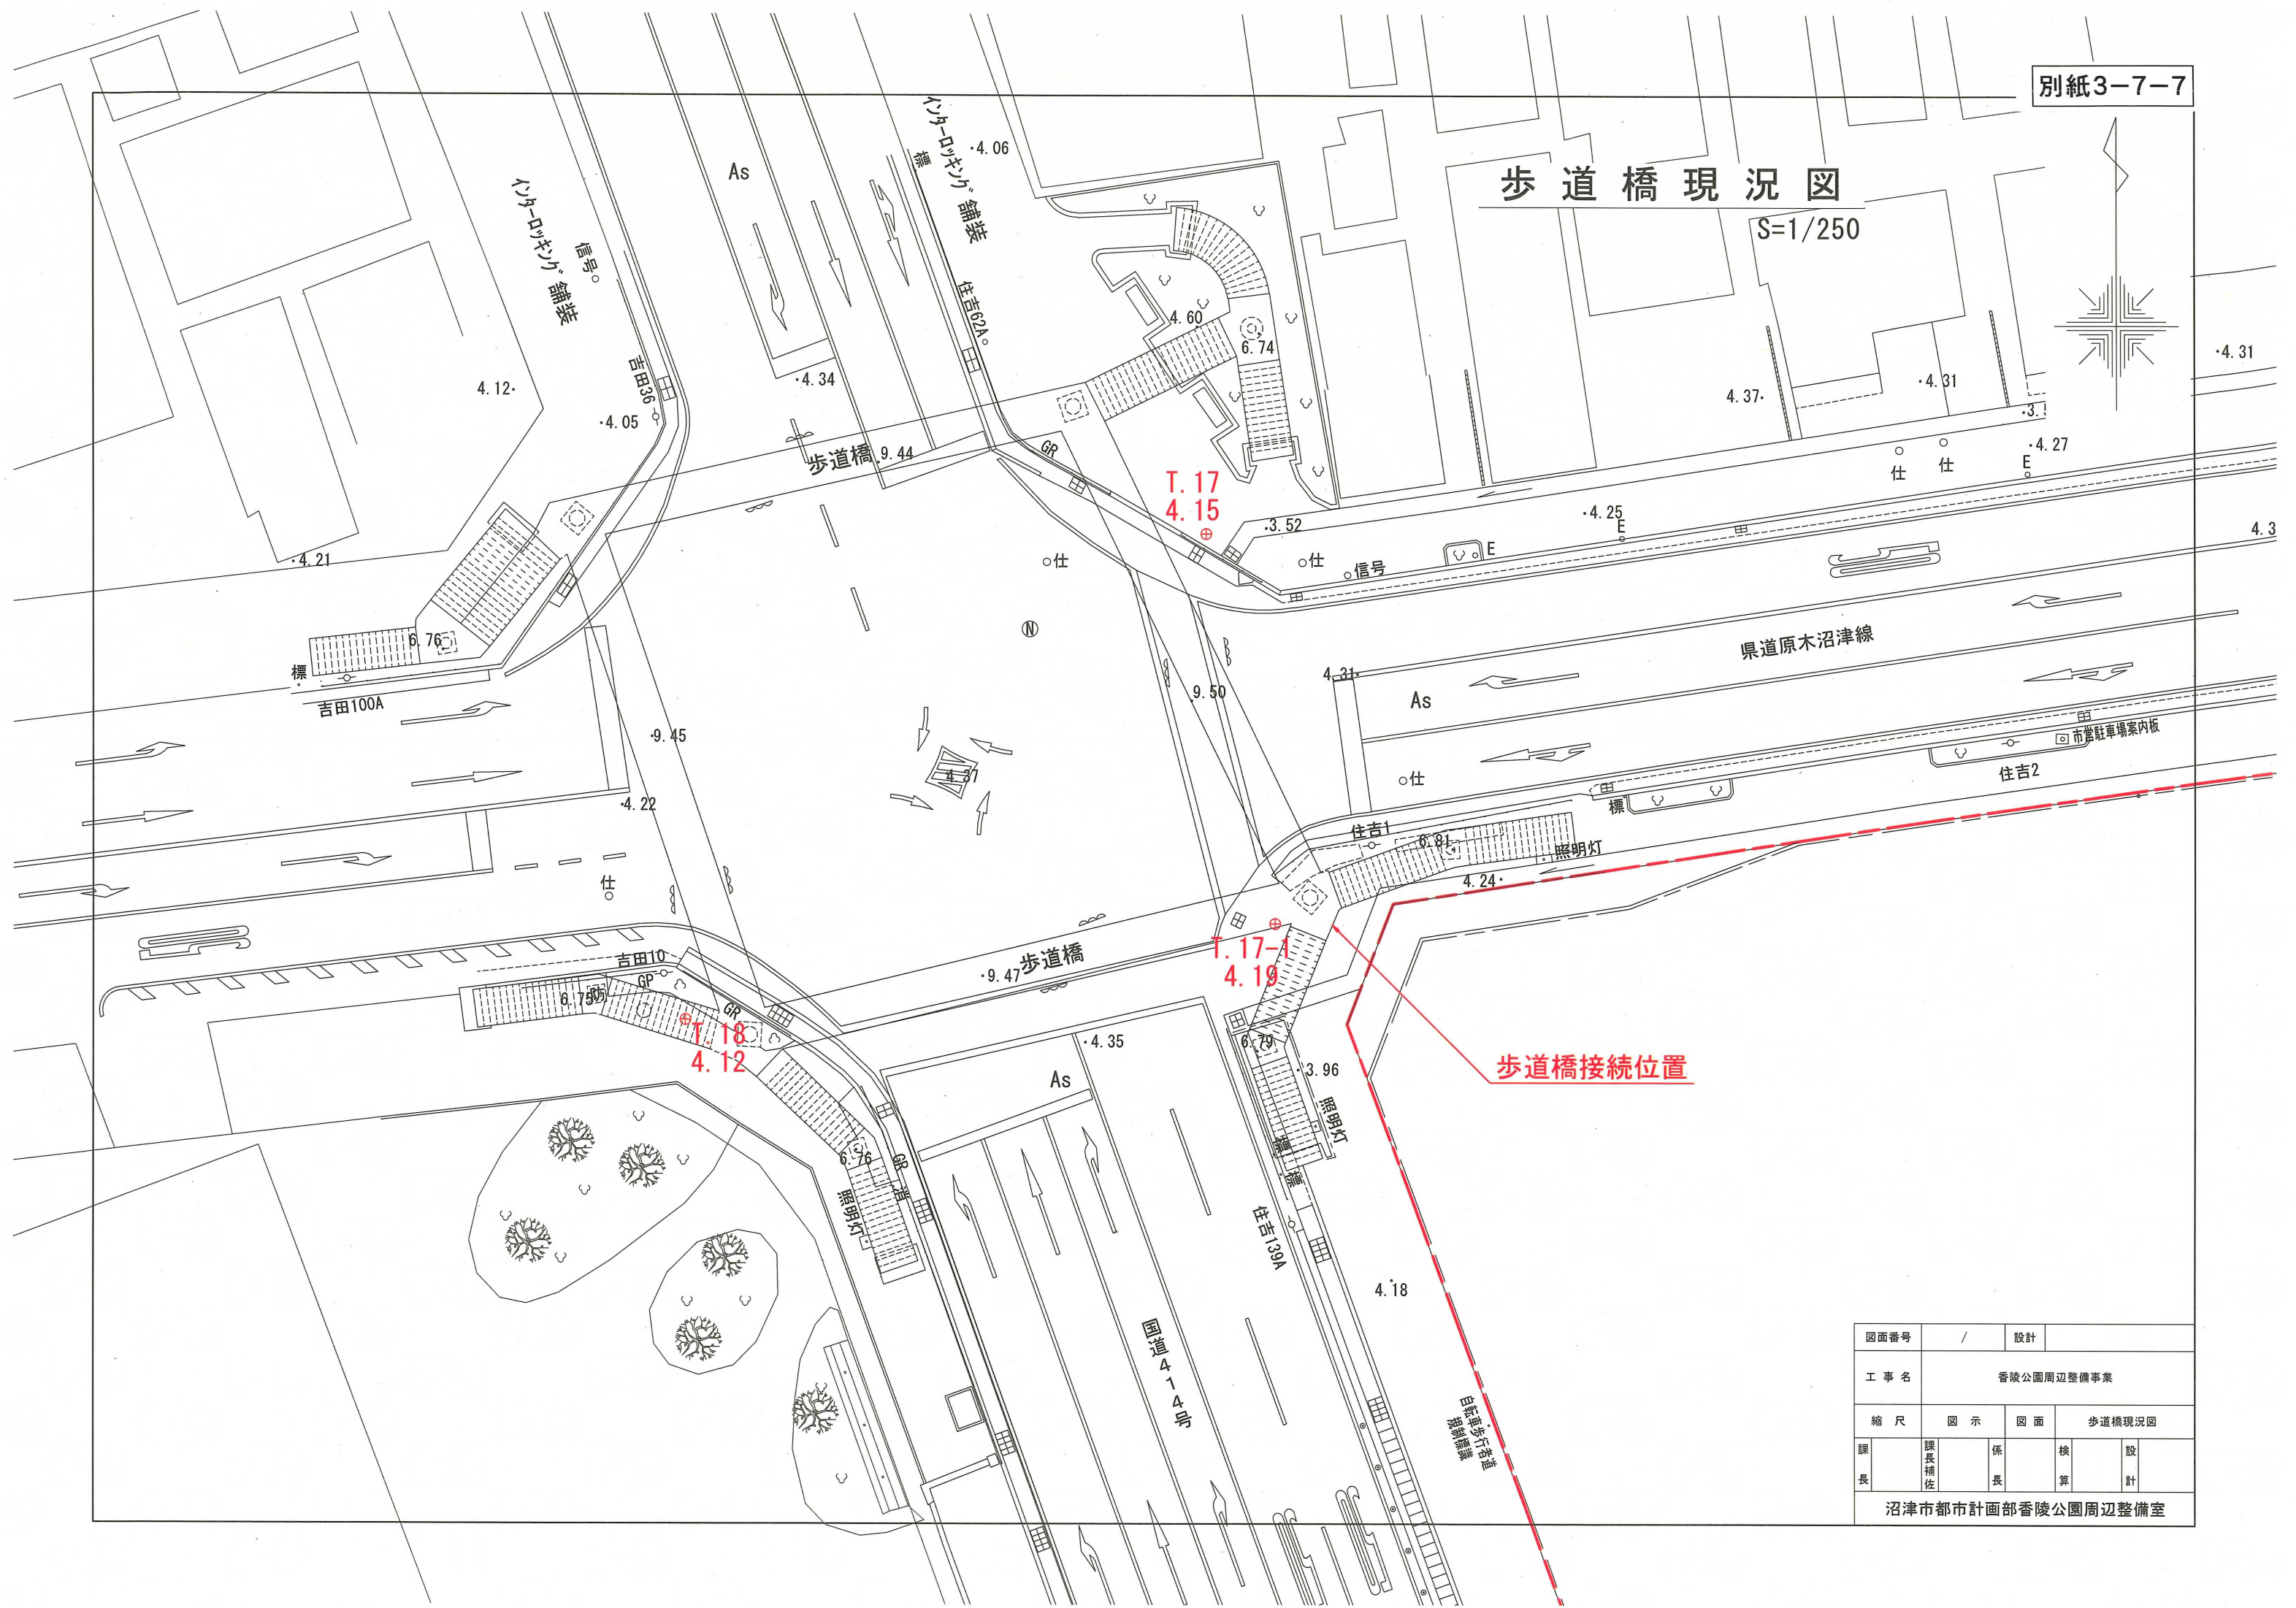 別紙3-7-7
歩道橋現況図
S=1/250
インターロッキング舗装
標
・4.06
As
インターロッキング舗装
信号
住吉62A
4.60
6.74
・4.31
4.12・
吉田36
・4.05
・4.34
4.37・
・4.31
・3.
歩道橋
9.44
GR
・4.27
仕
仕
E
T.17
4.15
・3.52
・4.25
E
4.3
・4.21
仕
仕
信号
E
6.76
標
吉田100A
Ⓝ
県道原木沼津線
4.31
As
・9.50
・9.45
市営駐車場案内板
住吉2
4.37
仕
・4.22
標
住吉1
6.81
照明灯
4.24・
仕
吉田10
GP
6.75
GR
T.18
4.12
・9.47
歩道橋
T.17-1
4.19
・4.35
6.79
As
・3.96
歩道橋接続位置
照明灯
標
標
6.76
GR
消
照明灯
住吉139A
4.18
国道414号
自転車歩行者道
規制標識
図面番号 / 設計
工事名 香陵公園周辺整備事業
縮尺 図示 図面 歩道橋現況図
課長 課長補佐 係長 検算 設計
沼津市都市計画部香陵公園周辺整備室